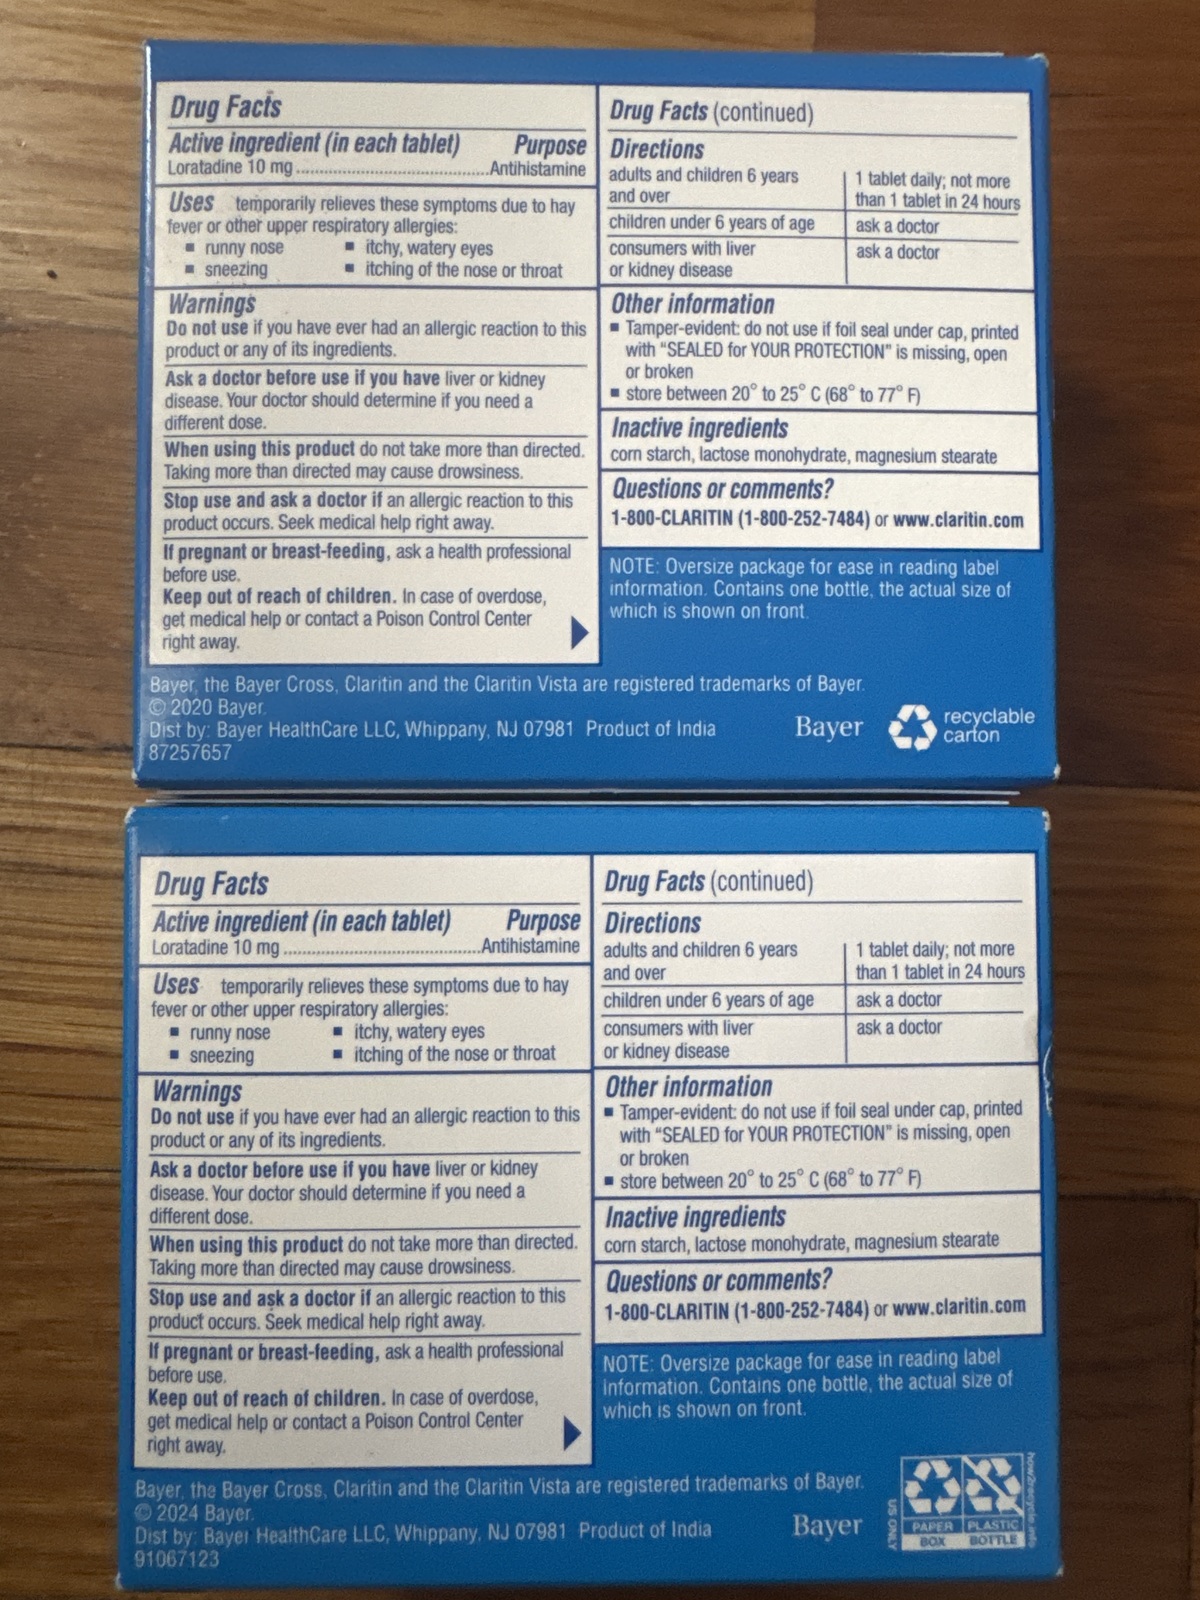 Drug Facts
Active ingredient (in each tablet) Purpose
Loratadine 10 mg.......................................Antihistamine
Uses temporarily relieves these symptoms due to hay
fever or other upper respiratory allergies:
■ runny nose ■ itchy, watery eyes
■ sneezing ■ itching of the nose or throat
Warnings
Do not use if you have ever had an allergic reaction to this
product or any of its ingredients.
Ask a doctor before use if you have liver or kidney
disease. Your doctor should determine if you need a
different dose.
When using this product do not take more than directed.
Taking more than directed may cause drowsiness.
Stop use and ask a doctor if an allergic reaction to this
product occurs. Seek medical help right away.
If pregnant or breast-feeding, ask a health professional
before use.
Keep out of reach of children. In case of overdose,
get medical help or contact a Poison Control Center
right away.
Drug Facts (continued)
Directions
adults and children 6 years 1 tablet daily; not more
and over than 1 tablet in 24 hours
children under 6 years of age ask a doctor
consumers with liver ask a doctor
or kidney disease
Other information
■ Tamper-evident: do not use if foil seal under cap, printed
with "SEALED for YOUR PROTECTION" is missing, open
or broken
■ store between 20° to 25° C (68° to 77° F)
Inactive ingredients
corn starch, lactose monohydrate, magnesium stearate
Questions or comments?
1-800-CLARITIN (1-800-252-7484) or www.claritin.com
NOTE: Oversize package for ease in reading label
information. Contains one bottle, the actual size of
which is shown on front.
Bayer, the Bayer Cross, Claritin and the Claritin Vista are registered trademarks of Bayer.
© 2020 Bayer.
Dist by: Bayer HealthCare LLC, Whippany, NJ 07981 Product of India
87257657
Bayer
recyclable
carton
Drug Facts
Active ingredient (in each tablet) Purpose
Loratadine 10 mg.......................................Antihistamine
Uses temporarily relieves these symptoms due to hay
fever or other upper respiratory allergies:
■ runny nose ■ itchy, watery eyes
■ sneezing ■ itching of the nose or throat
Warnings
Do not use if you have ever had an allergic reaction to this
product or any of its ingredients.
Ask a doctor before use if you have liver or kidney
disease. Your doctor should determine if you need a
different dose.
When using this product do not take more than directed.
Taking more than directed may cause drowsiness.
Stop use and ask a doctor if an allergic reaction to this
product occurs. Seek medical help right away.
If pregnant or breast-feeding, ask a health professional
before use.
Keep out of reach of children. In case of overdose,
get medical help or contact a Poison Control Center
right away.
Drug Facts (continued)
Directions
adults and children 6 years 1 tablet daily; not more
and over than 1 tablet in 24 hours
children under 6 years of age ask a doctor
consumers with liver ask a doctor
or kidney disease
Other information
■ Tamper-evident: do not use if foil seal under cap, printed
with "SEALED for YOUR PROTECTION" is missing, open
or broken
■ store between 20° to 25° C (68° to 77° F)
Inactive ingredients
corn starch, lactose monohydrate, magnesium stearate
Questions or comments?
1-800-CLARITIN (1-800-252-7484) or www.claritin.com
NOTE: Oversize package for ease in reading label
information. Contains one bottle, the actual size of
which is shown on front.
Bayer, the Bayer Cross, Claritin and the Claritin Vista are registered trademarks of Bayer.
© 2024 Bayer.
Dist by: Bayer HealthCare LLC, Whippany, NJ 07981 Product of India
91067123
Bayer
US ONLY
PAPER PLASTIC
BOX BOTTLE
how2recycle.info